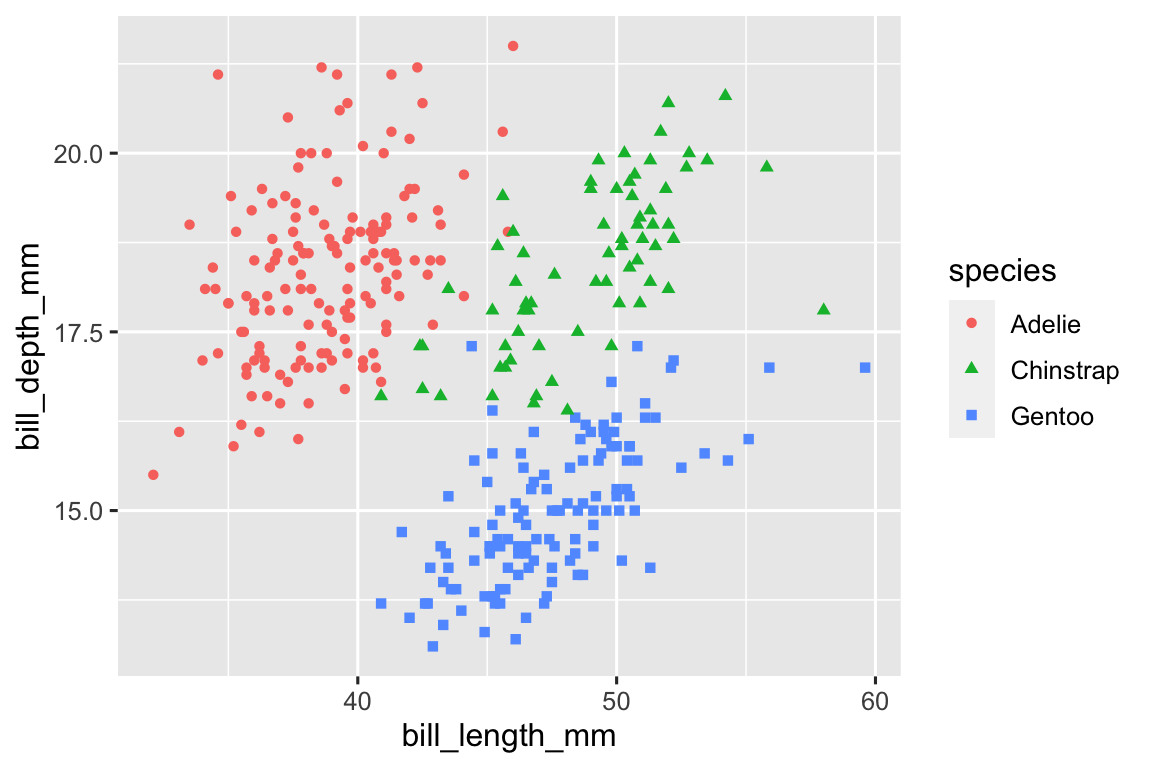 20.0
17.5
15.0
bill_depth_mm
40
50
60
bill_length_mm
species
Adelie
Chinstrap
Gentoo